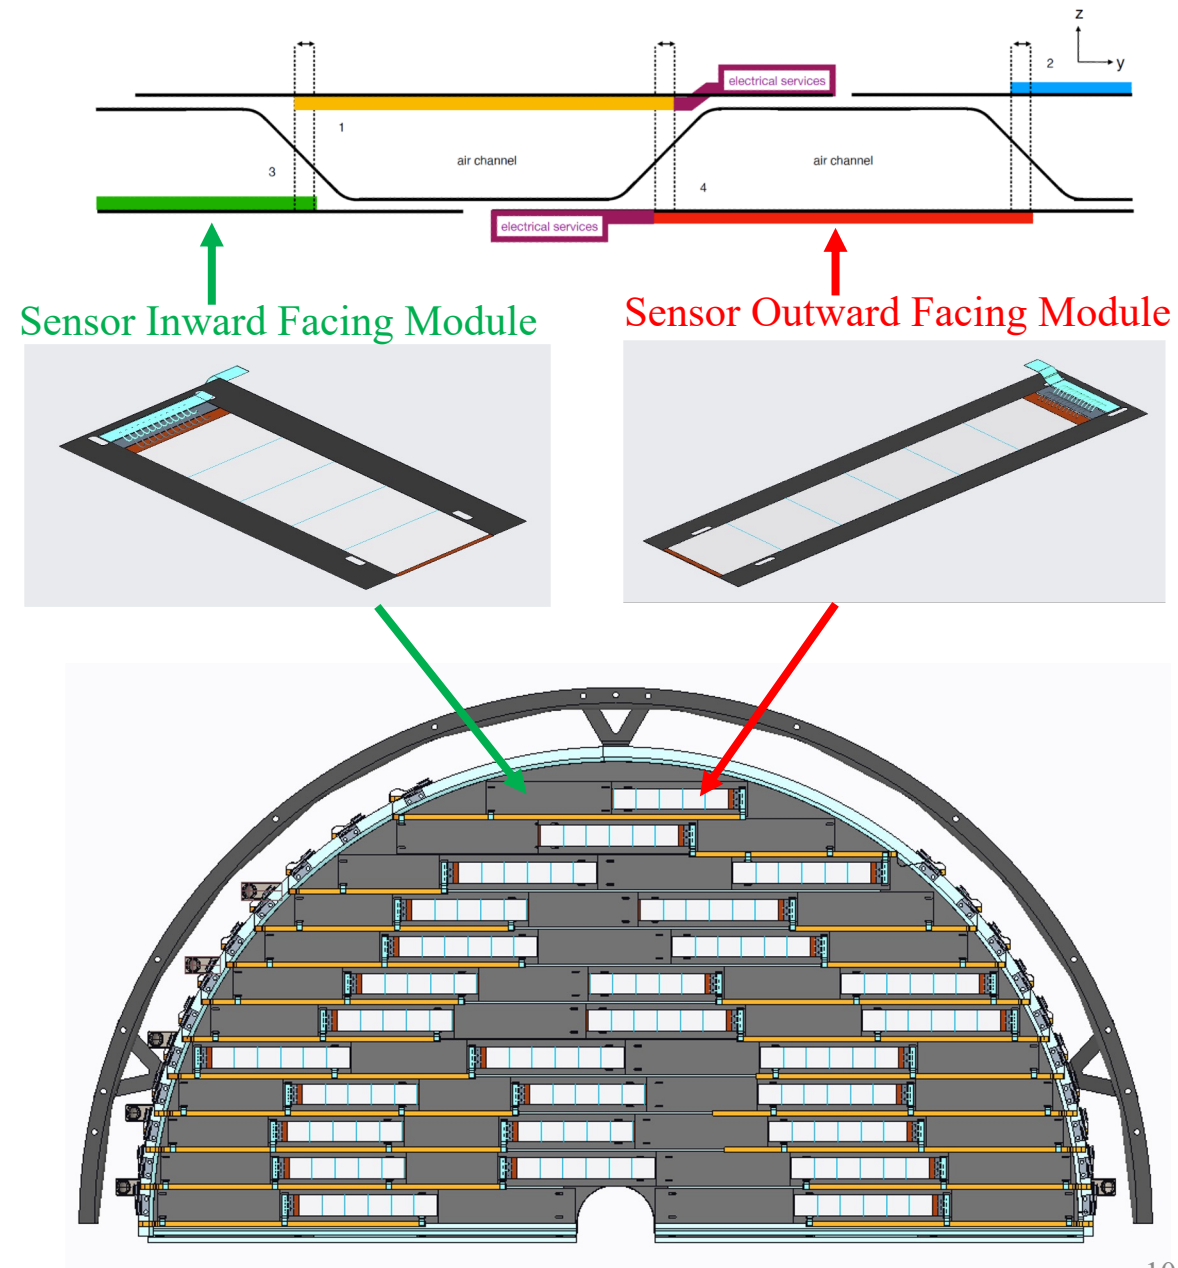 z
2
y
electrical services
1
air channel
air channel
3
4
electrical services
Sensor Inward Facing Module
Sensor Outward Facing Module